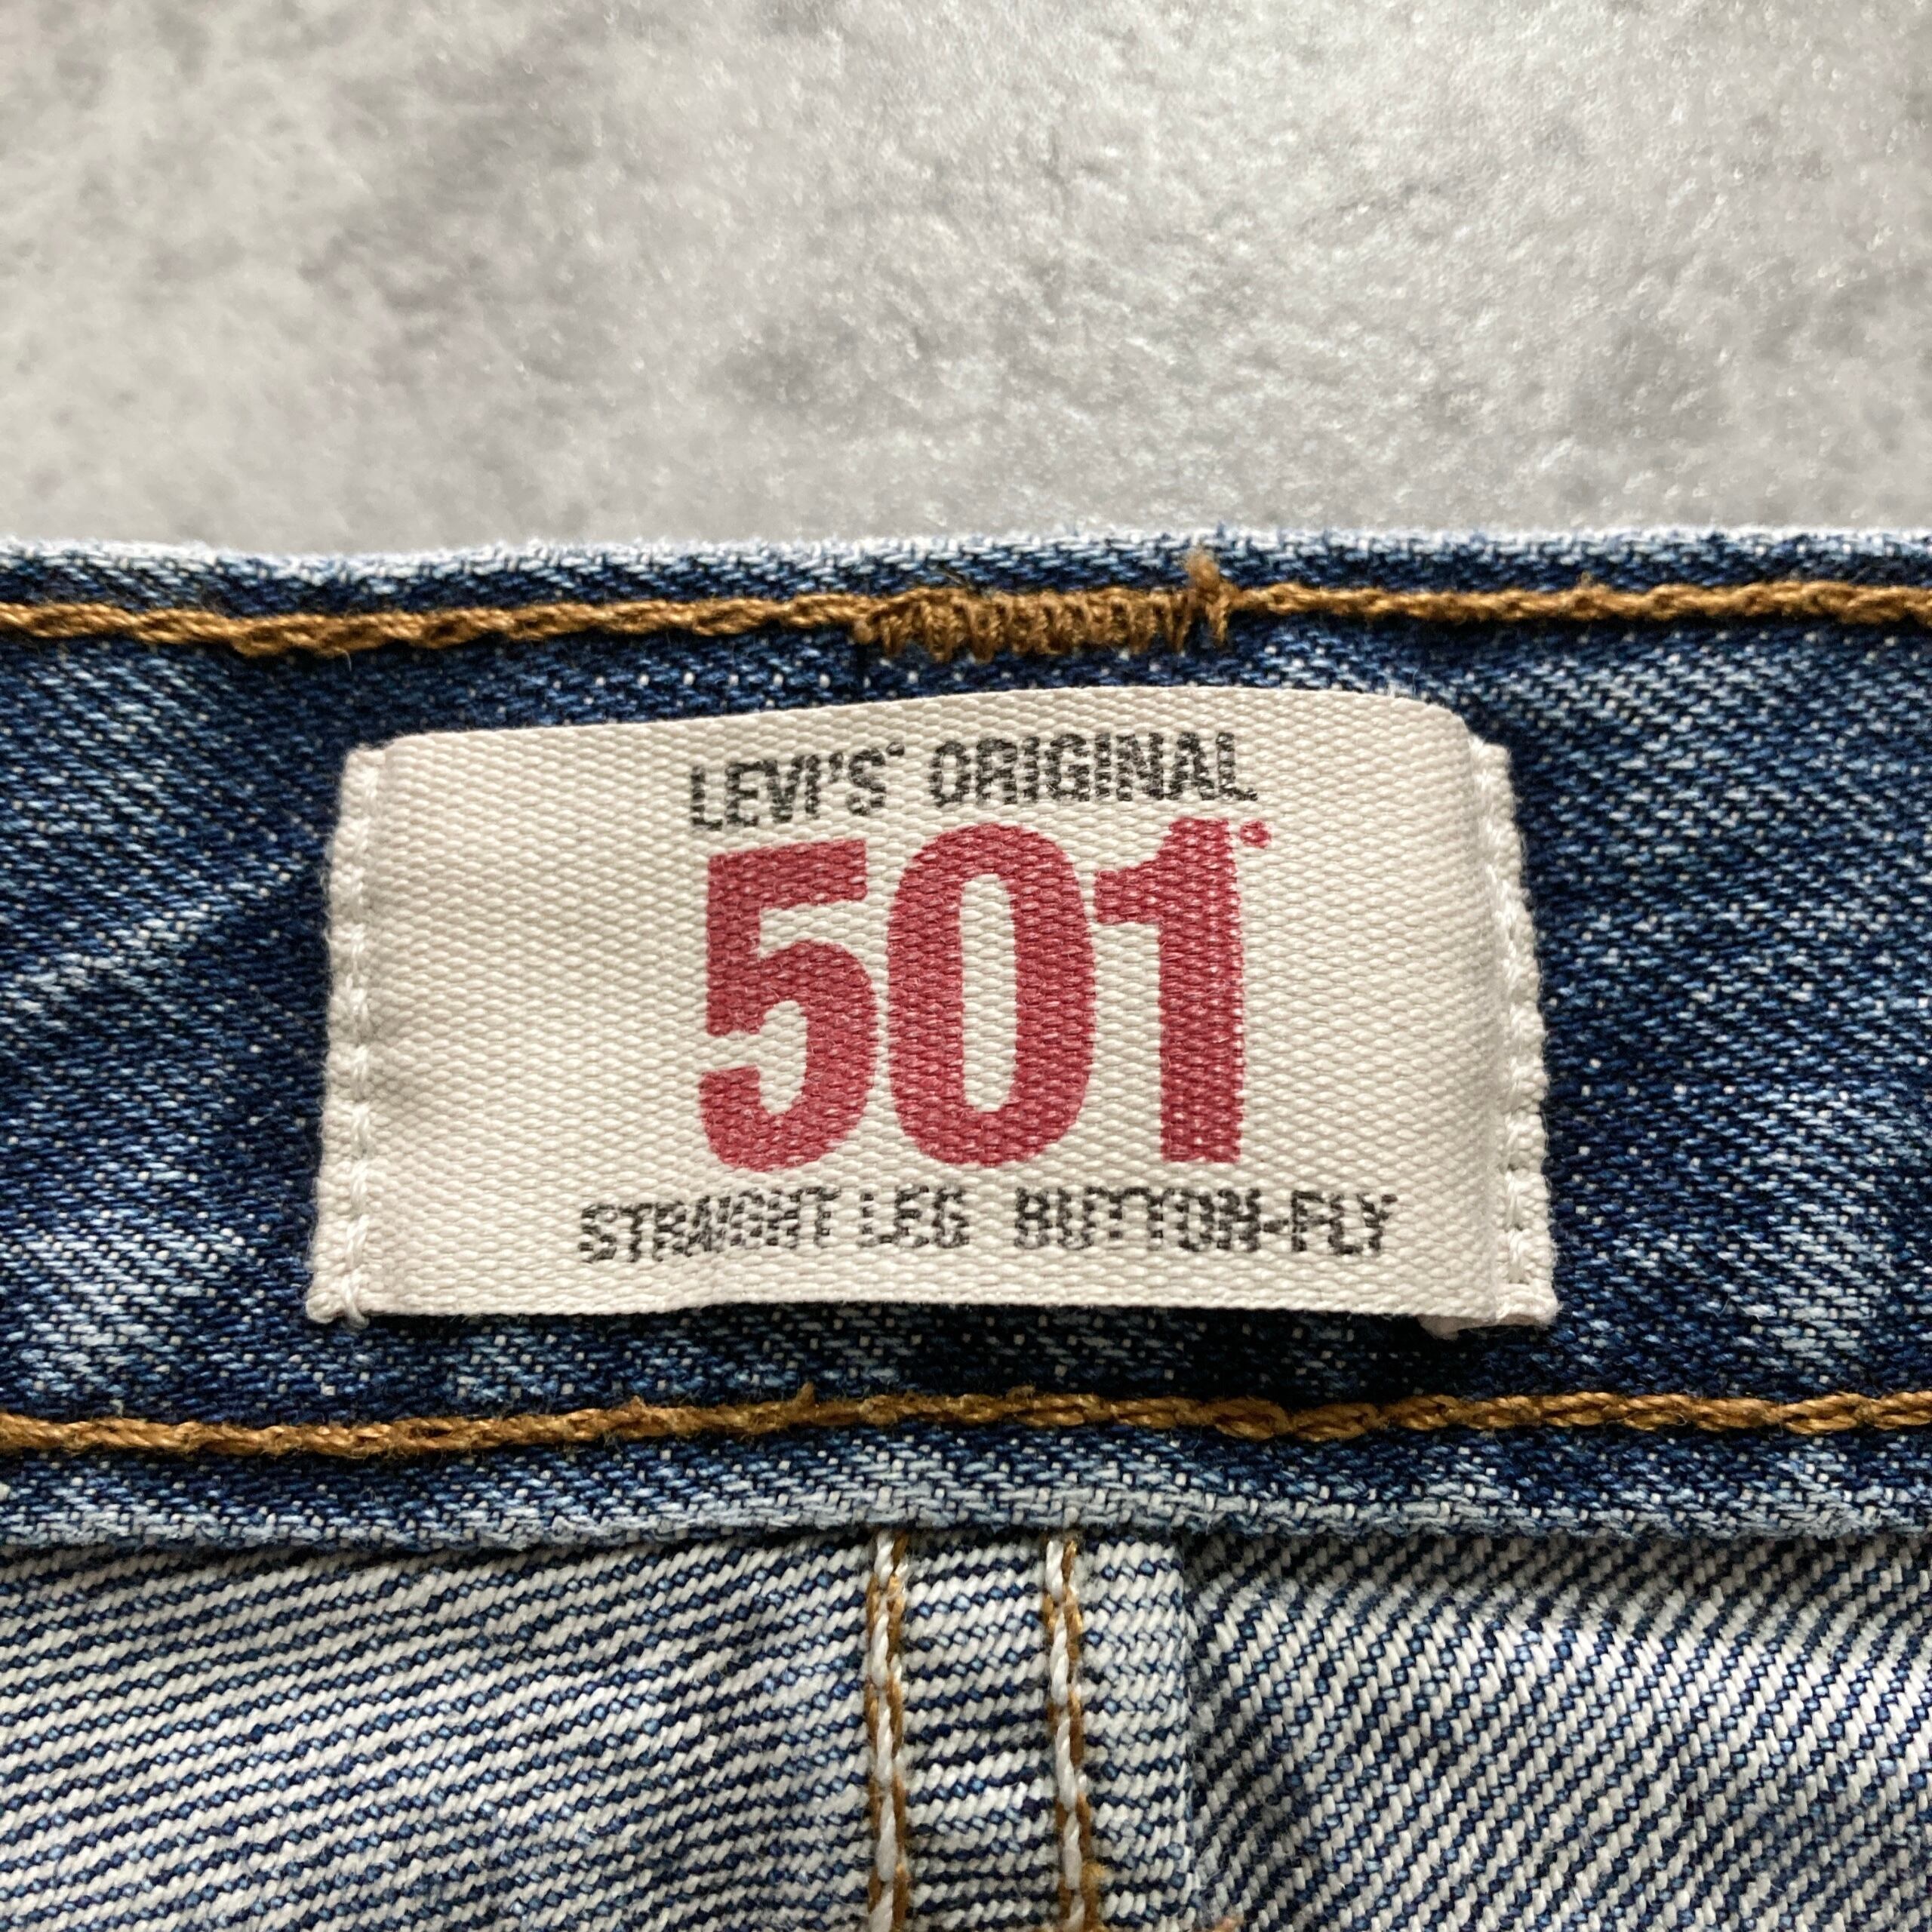 LEVI'S® ORIGINAL
501®
STRAIGHT LEG BUTTON-FLY